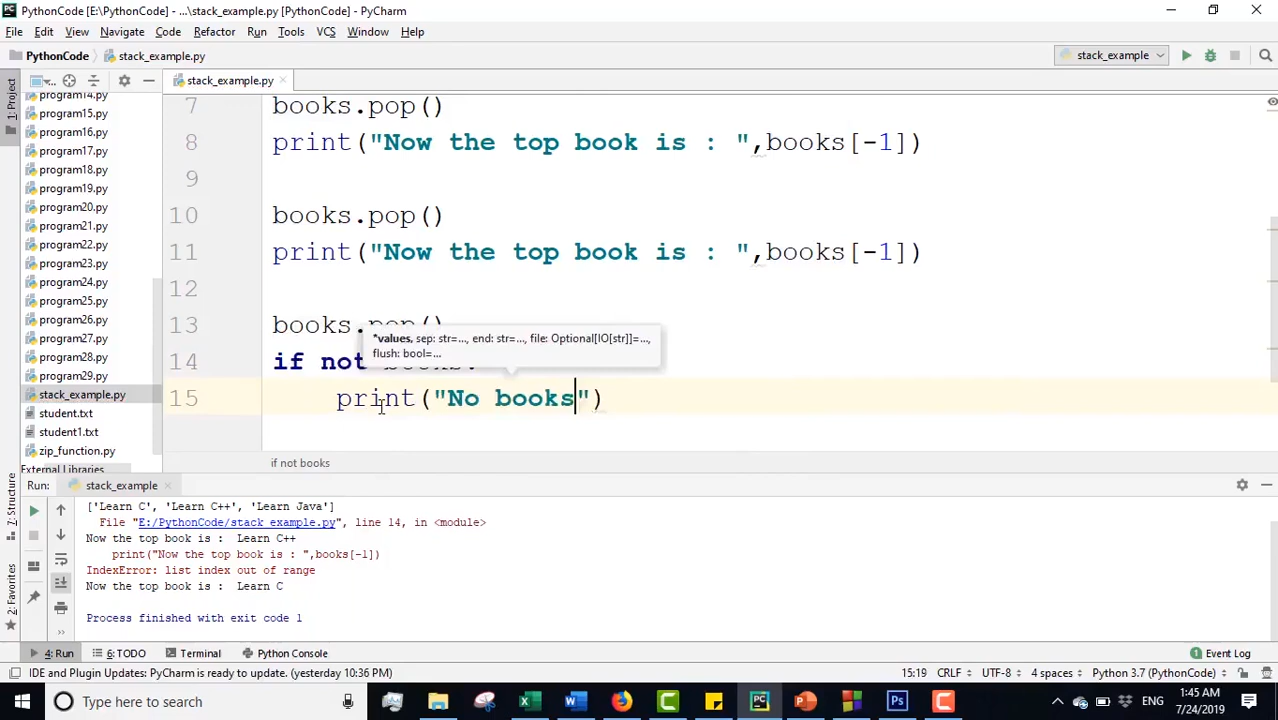 PythonCode [E:\PythonCode] - ...\stack_example.py [PythonCode] - PyCharm
File Edit View Navigate Code Refactor Run Tools VCS Window Help
PythonCode stack_example.py stack_example
1: Project
stack_example.py
program14.py
program15.py
program16.py
program17.py
program18.py
program19.py
program20.py
program21.py
program22.py
program23.py
program24.py
program25.py
program26.py
program27.py
program28.py
program29.py
stack_example.py
student.txt
student1.txt
zip_function.py
External Libraries
7 books.pop()
8 print("Now the top book is : ",books[-1])
9
10 books.pop()
11 print("Now the top book is : ",books[-1])
12
13 books.pop()
*values, sep: str=..., end: str=..., file: Optional[IO[str]]=...,
flush: bool=...
14 if not books:
15 print("No books")
if not books
Run: stack_example
7: Structure
2: Favorites
['Learn C', 'Learn C++', 'Learn Java']
File "E:/PythonCode/stack_example.py", line 14, in <module>
Now the top book is : Learn C++
print("Now the top book is : ",books[-1])
IndexError: list index out of range
Now the top book is : Learn C
Process finished with exit code 1
4: Run 6: TODO Terminal Python Console 1 Event Log
IDE and Plugin Updates: PyCharm is ready to update. (yesterday 10:36 PM) 15:19 CRLF UTF-8 4 spaces Python 3.7 (PythonCode)
Type here to search ENG 1:45 AM
7/24/2019